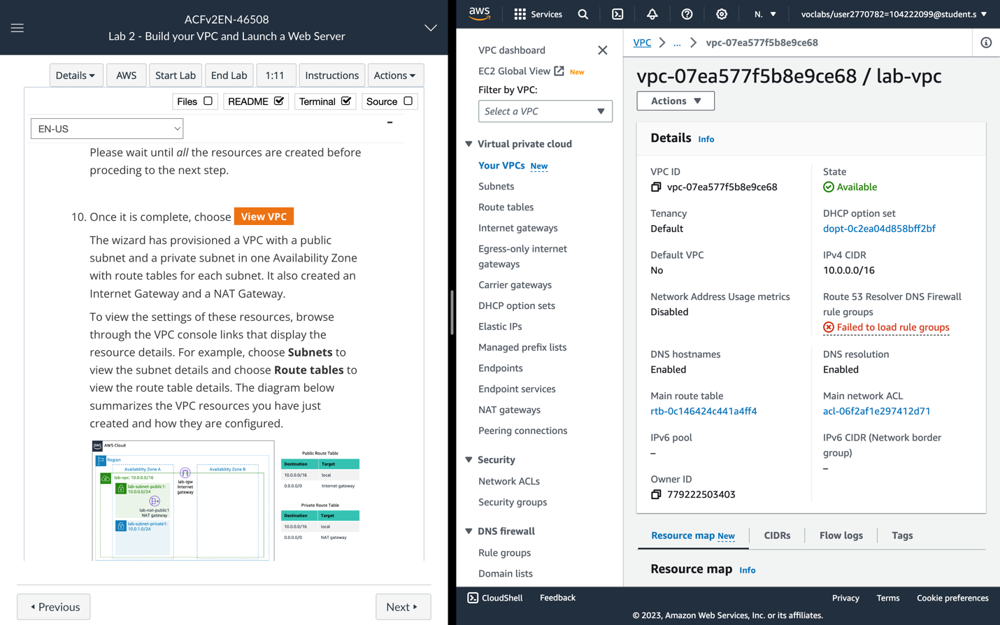 ACFv2EN-46508
Lab 2 - Build your VPC and Launch a Web Server
Details
AWS
Start Lab
End Lab
1:11
Instructions
Actions
Files
README
Terminal
Source
EN-US
Please wait until all the resources are created before
proceding to the next step.
10. Once it is complete, choose View VPC
The wizard has provisioned a VPC with a public
subnet and a private subnet in one Availability Zone
with route tables for each subnet. It also created an
Internet Gateway and a NAT Gateway.
To view the settings of these resources, browse
through the VPC console links that display the
resource details. For example, choose Subnets to
view the subnet details and choose Route tables to
view the route table details. The diagram below
summarizes the VPC resources you have just
created and how they are configured.
aws AWS Cloud
Region
Availability Zone A
Availability Zone B
lab-vpc: 10.0.0.0/16
lab-igw
Internet
gateway
lab-subnet-public1:
10.0.0.0/24
lab-nat-public1
NAT gateway
lab-subnet-private1:
10.0.1.0/24
Public Route Table
Destination Target
10.0.0.0/16 local
0.0.0.0/0 Internet gateway
Private Route Table
Destination Target
10.0.0.0/16 local
0.0.0.0/0 NAT gateway
Previous
Next
aws
Services
N.
voclabs/user2770782=104222099@student.s
VPC dashboard
EC2 Global View New
Filter by VPC:
Select a VPC
Virtual private cloud
Your VPCs New
Subnets
Route tables
Internet gateways
Egress-only internet
gateways
Carrier gateways
DHCP option sets
Elastic IPs
Managed prefix lists
Endpoints
Endpoint services
NAT gateways
Peering connections
Security
Network ACLs
Security groups
DNS firewall
Rule groups
Domain lists
VPC > ... > vpc-07ea577f5b8e9ce68
vpc-07ea577f5b8e9ce68 / lab-vpc
Actions
Details Info
VPC ID
vpc-07ea577f5b8e9ce68
State
Available
Tenancy
Default
DHCP option set
dopt-0c2ea04d858bff2bf
Default VPC
No
IPv4 CIDR
10.0.0.0/16
Network Address Usage metrics
Disabled
Route 53 Resolver DNS Firewall
rule groups
Failed to load rule groups
DNS hostnames
Enabled
DNS resolution
Enabled
Main route table
rtb-0c146424c441a4ff4
Main network ACL
acl-06f2af1e297412d71
IPv6 pool
–
IPv6 CIDR (Network border
group)
–
Owner ID
779222503403
Resource map New
CIDRs
Flow logs
Tags
Resource map Info
CloudShell
Feedback
Privacy
Terms
Cookie preferences
© 2023, Amazon Web Services, Inc. or its affiliates.